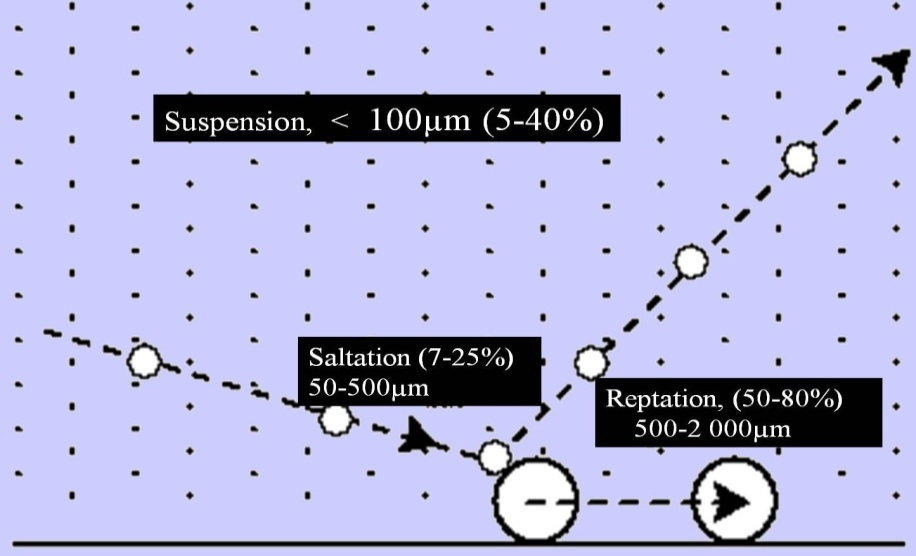 Suspension, < 100µm (5-40%)
Saltation (7-25%)
50-500µm
Reptation, (50-80%)
500-2 000µm